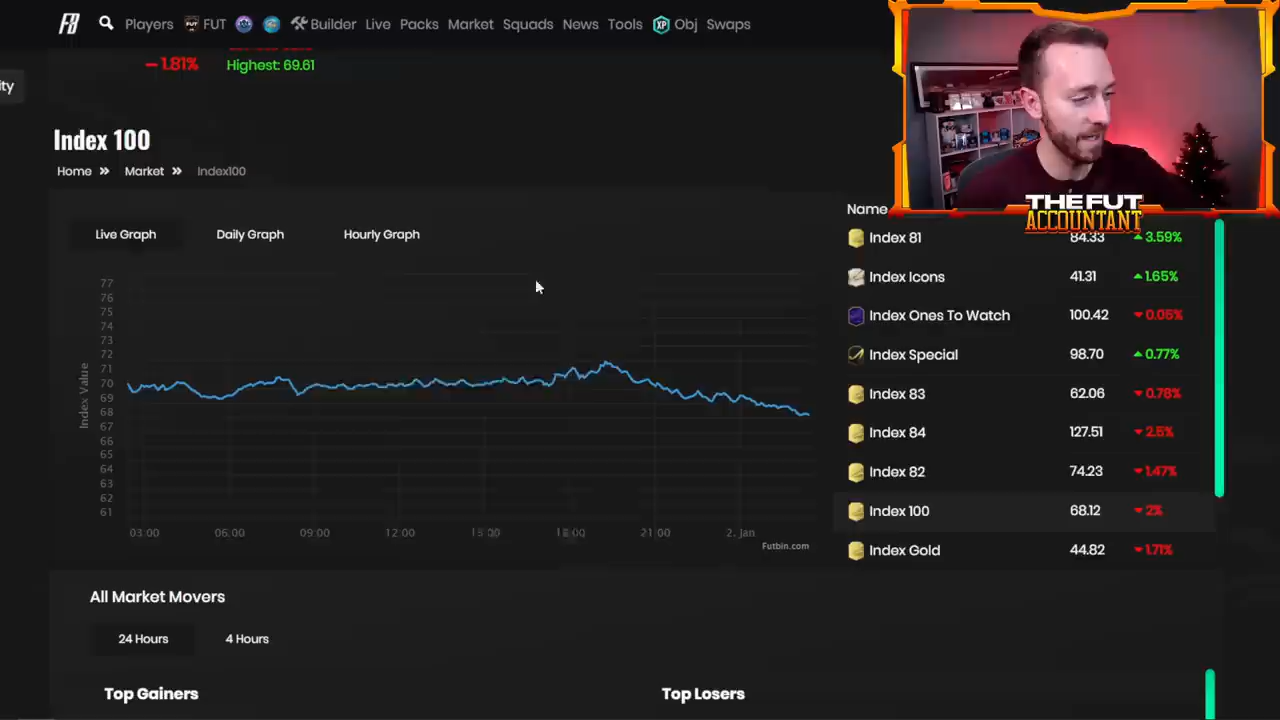 Players FUT Builder Live Packs Market Squads News Tools XP Obj Swaps
-1.81% Highest: 69.61
ty
Index 100
Home » Market » Index100
Live Graph Daily Graph Hourly Graph
Index Value
77
76
75
74
73
72
71
70
69
68
67
66
65
64
63
62
61
03:00 06:00 09:00 12:00 15:00 18:00 21:00 2. Jan
Futbin.com
Name
Index 81 84.33 3.59%
Index Icons 41.31 1.65%
Index Ones To Watch 100.42 0.05%
Index Special 98.70 0.77%
Index 83 62.06 0.78%
Index 84 127.51 2.5%
Index 82 74.23 1.47%
Index 100 68.12 2%
Index Gold 44.82 1.71%
THE FUT
ACCOUNTANT
All Market Movers
24 Hours 4 Hours
Top Gainers Top Losers